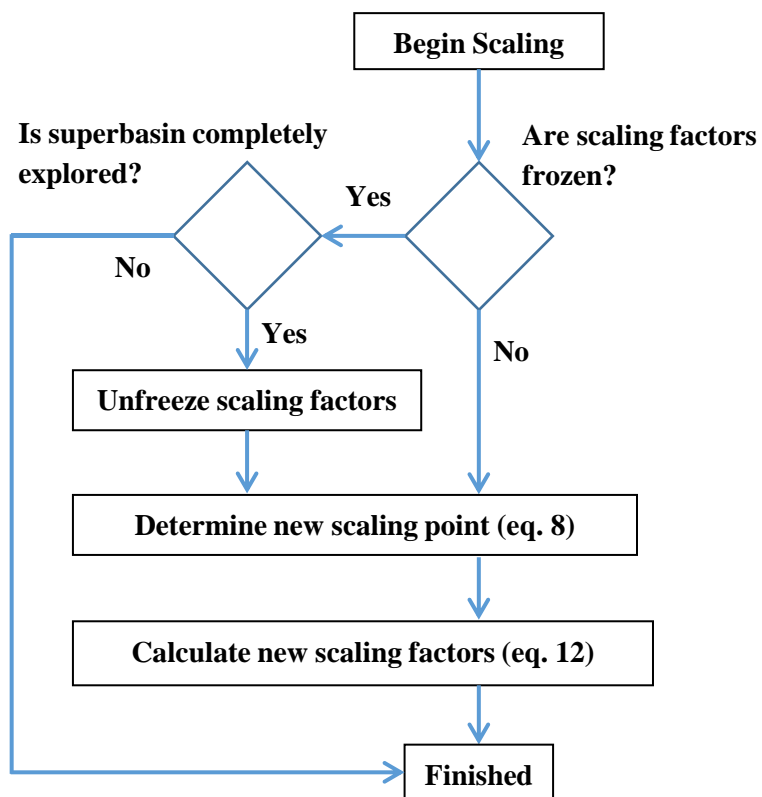 Begin Scaling
Is superbasin completely
explored?
Are scaling factors
frozen?
Yes
No
Yes
No
Unfreeze scaling factors
Determine new scaling point (eq. 8)
Calculate new scaling factors (eq. 12)
Finished